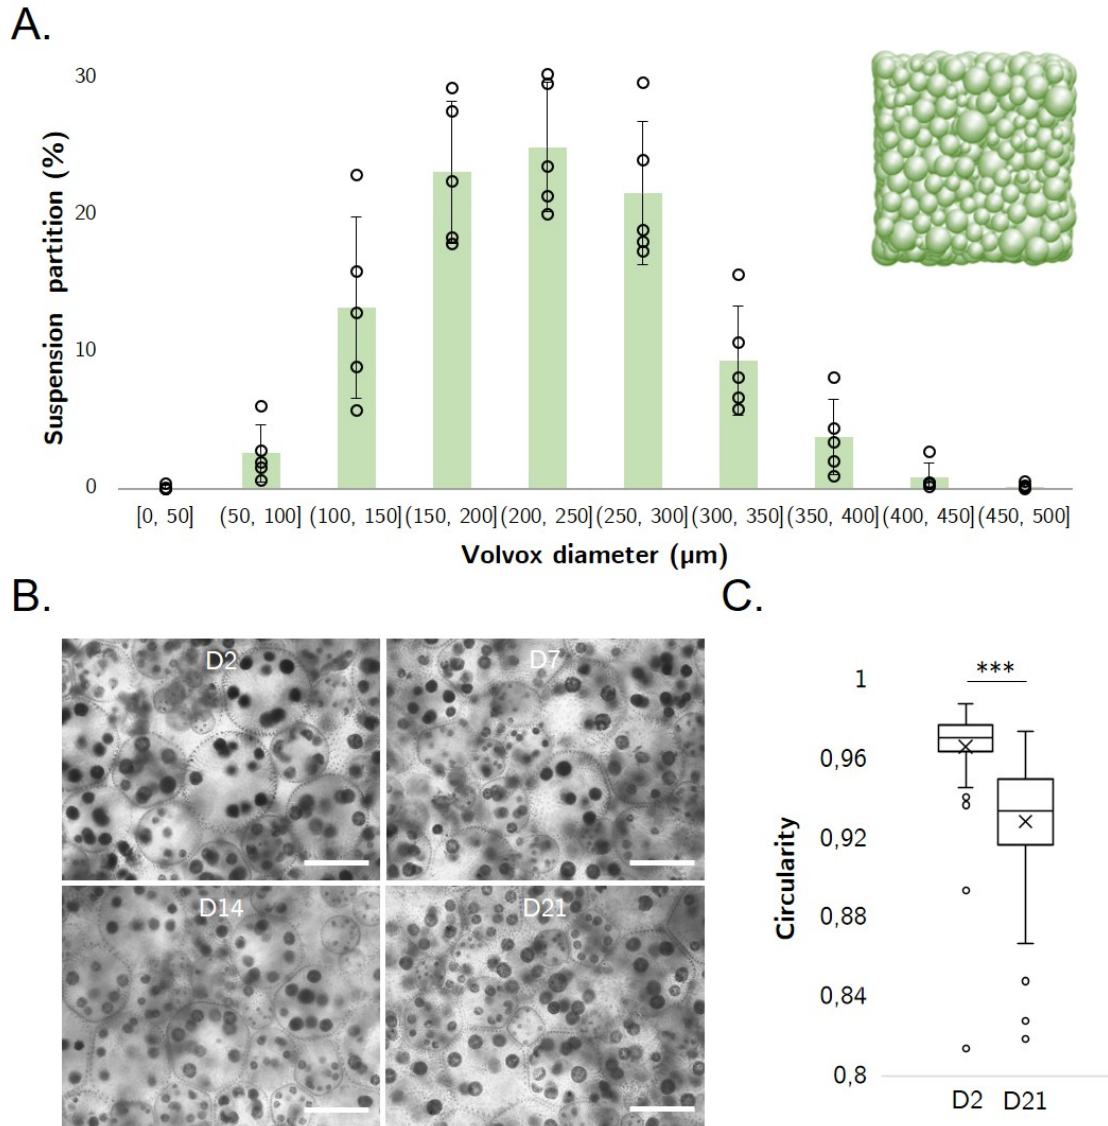 A.
30
20
10
0
Suspension partition (%)
[0, 50] (50, 100] (100, 150] (150, 200] (200, 250] (250, 300] (300, 350] (350, 400] (400, 450] (450, 500]
Volvox diameter (μm)
B.
D2
D7
D14
D21
C.
***
1
0,96
0,92
0,88
0,84
0,8
Circularity
D2 D21